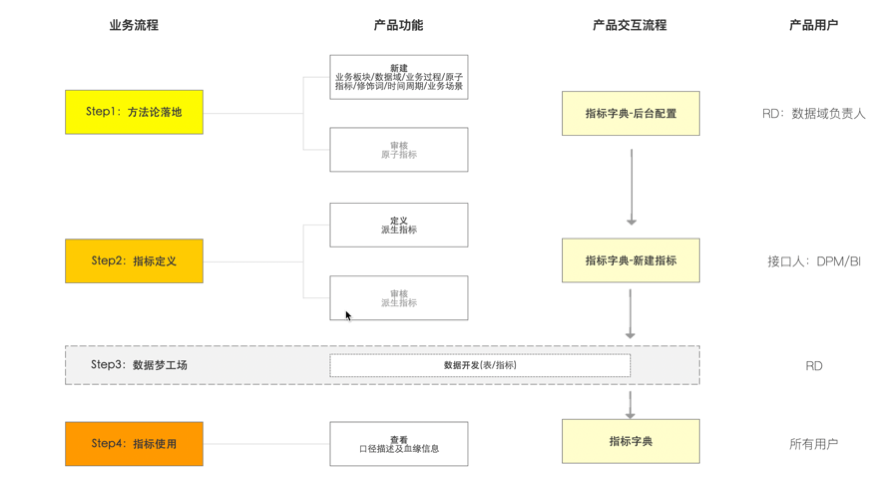 业务流程
产品功能
产品交互流程
产品用户
Step1：方法论落地
新建
业务板块/数据域/业务过程/原子
指标/修饰词/时间周期/业务场景
审核
原子指标
指标字典-后台配置
RD：数据域负责人
Step2：指标定义
定义
派生指标
审核
派生指标
指标字典-新建指标
接口人：DPM/BI
Step3：数据梦工场
数据开发(表/指标)
RD
Step4：指标使用
查看
口径描述及血缘信息
指标字典
所有用户